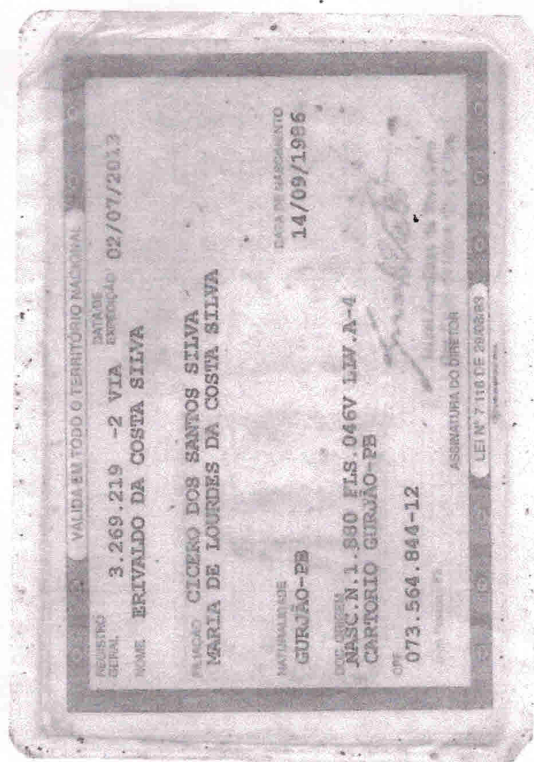 VÁLIDA EM TODO O TERRITÓRIO NACIONAL
REGISTRO GERAL 3.269.219 -2 VIA DATA DE EXPEDIÇÃO 02/07/2013
NOME ERIVALDO DA COSTA SILVA
FILIAÇÃO CICERO DOS SANTOS SILVA
MARIA DE LOURDES DA COSTA SILVA
NATURALIDADE DATA DE NASCIMENTO
GURJÃO-PB 14/09/1986
DOC. ORIGEM
NASC.N.1.880 FLS.046V LIV.A-4
CARTORIO GURJÃO-PB
CPF
073.564.844-12
ASSINATURA DO DIRETOR
LEI Nº 7.116 DE 29/08/83